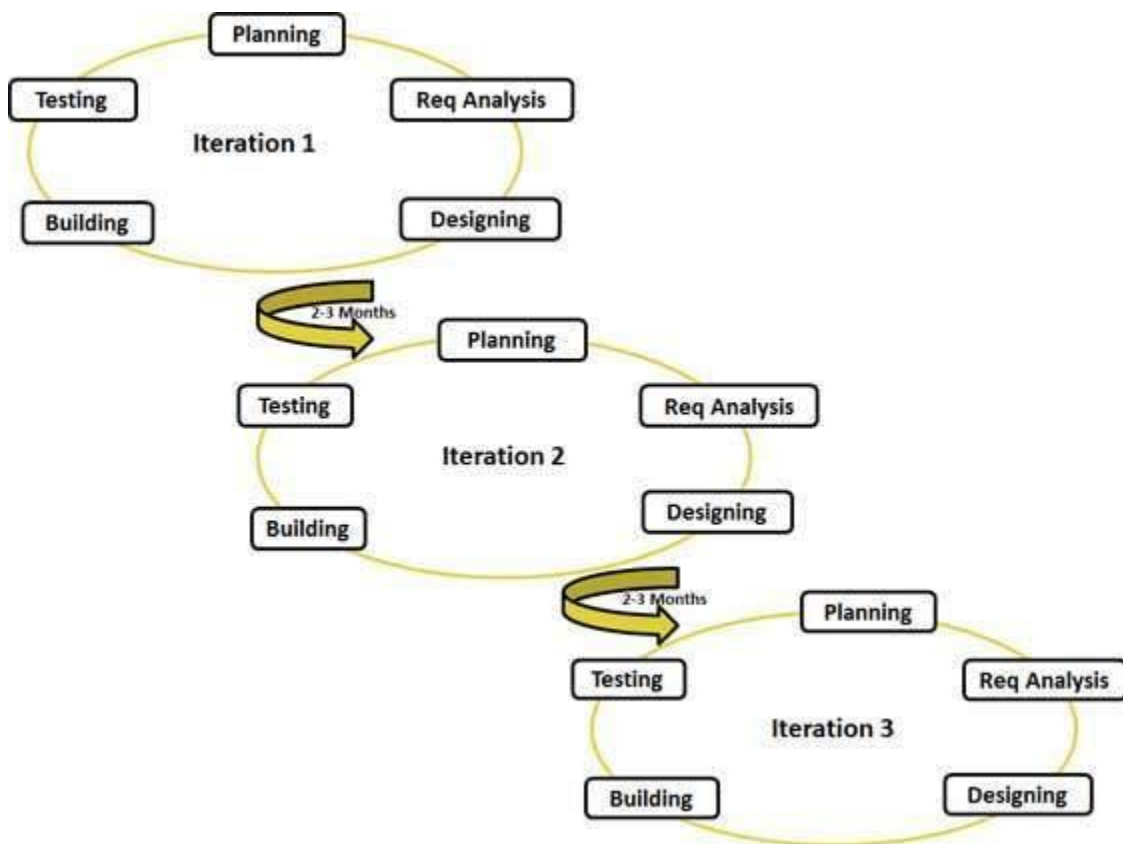 Planning
Testing
Req Analysis
Iteration 1
Building
Designing
2-3 Months
Planning
Testing
Req Analysis
Iteration 2
Building
Designing
2-3 Months
Planning
Testing
Req Analysis
Iteration 3
Building
Designing